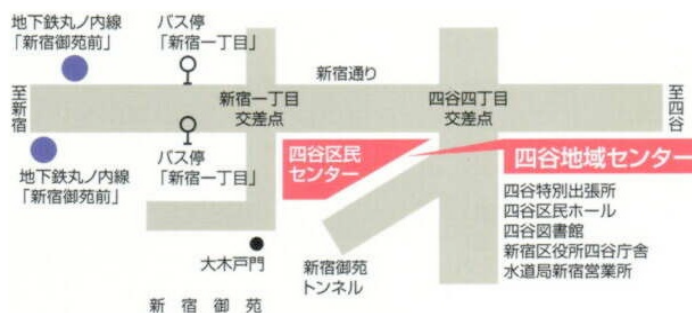 地下鉄丸ノ内線
「新宿御苑前」
バス停
「新宿一丁目」
新宿通り
至新宿
新宿一丁目
交差点
四谷四丁目
交差点
至四谷
地下鉄丸ノ内線
「新宿御苑前」
バス停
「新宿一丁目」
四谷区民
センター
四谷地域センター
四谷特別出張所
四谷区民ホール
四谷図書館
新宿区役所四谷庁舎
水道局新宿営業所
大木戸門
新宿御苑
トンネル
新宿御苑